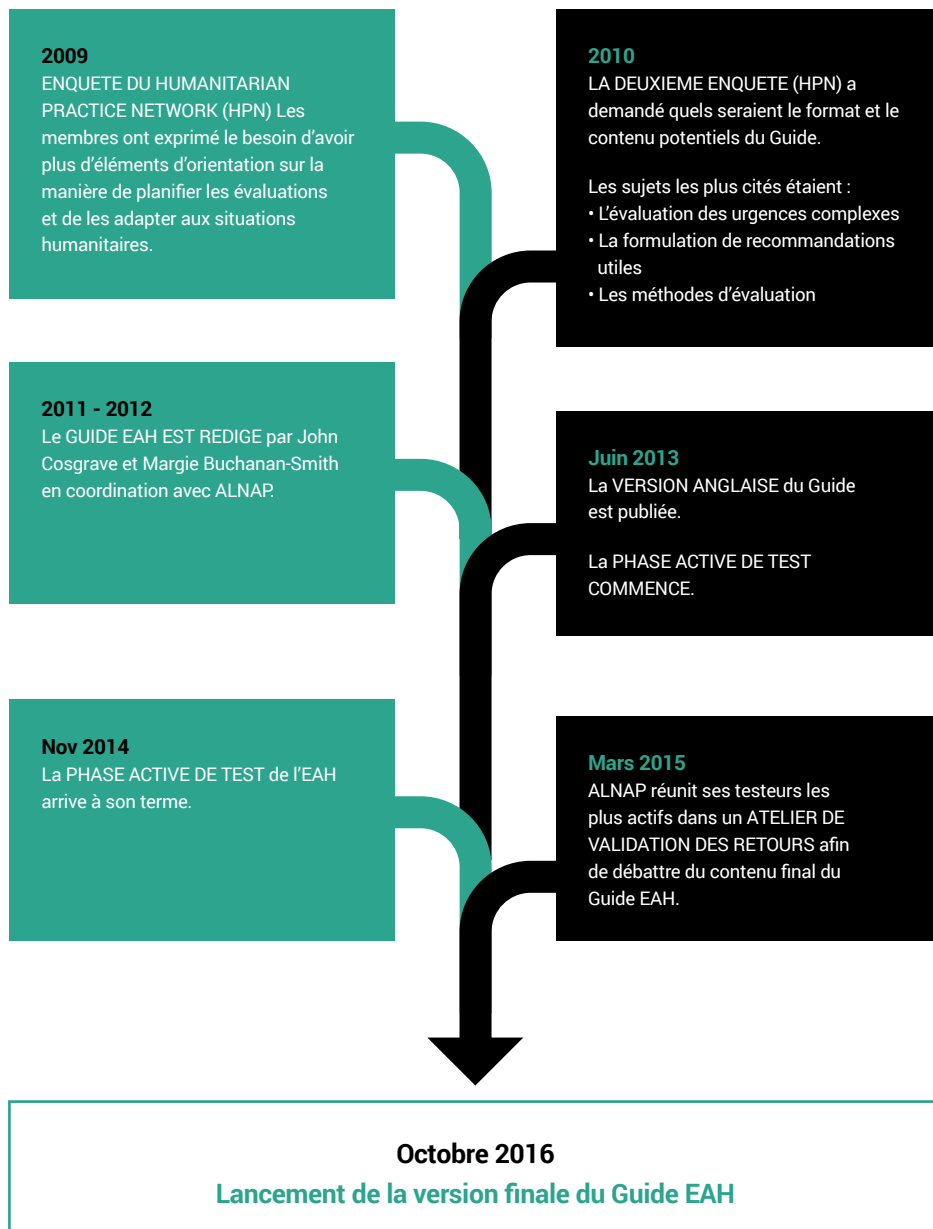 2009
ENQUETE DU HUMANITARIAN
PRACTICE NETWORK (HPN) Les
membres ont exprimé le besoin d’avoir
plus d’éléments d’orientation sur la
manière de planifier les évaluations
et de les adapter aux situations
humanitaires.
2010
LA DEUXIEME ENQUETE (HPN) a
demandé quels seraient le format et le
contenu potentiels du Guide.
Les sujets les plus cités étaient :
• L’évaluation des urgences complexes
• La formulation de recommandations
utiles
• Les méthodes d’évaluation
2011 - 2012
Le GUIDE EAH EST REDIGE par John
Cosgrave et Margie Buchanan-Smith
en coordination avec ALNAP.
Juin 2013
La VERSION ANGLAISE du Guide
est publiée.
La PHASE ACTIVE DE TEST
COMMENCE.
Nov 2014
La PHASE ACTIVE DE TEST de l’EAH
arrive à son terme.
Mars 2015
ALNAP réunit ses testeurs les
plus actifs dans un ATELIER DE
VALIDATION DES RETOURS afin
de débattre du contenu final du
Guide EAH.
Octobre 2016
Lancement de la version finale du Guide EAH